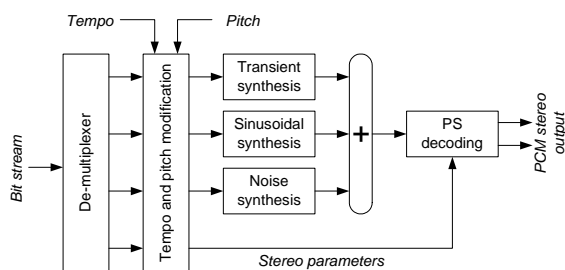 Tempo
Pitch
Bit stream
De-multiplexer
Tempo and pitch modification
Transient
synthesis
Sinusoidal
synthesis
Noise
synthesis
+
PS
decoding
PCM stereo
output
Stereo parameters